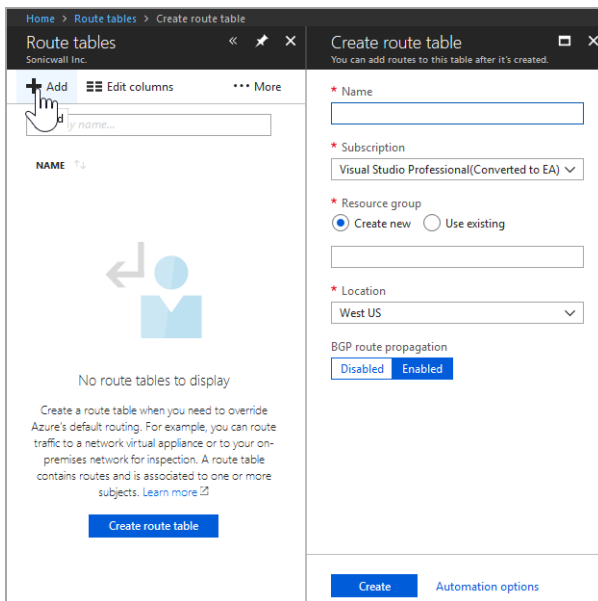 Home > Route tables > Create route table
Route tables
Sonicwall Inc.
Add
Edit columns
More
y name...
NAME
No route tables to display
Create a route table when you need to override
Azure's default routing. For example, you can route
traffic to a network virtual appliance or to your on-
premises network for inspection. A route table
contains routes and is associated to one or more
subjects. Learn more
Create route table
Create route table
You can add routes to this table after it's created.
* Name
* Subscription
Visual Studio Professional(Converted to EA)
* Resource group
Create new
Use existing
* Location
West US
BGP route propagation
Disabled
Enabled
Create
Automation options